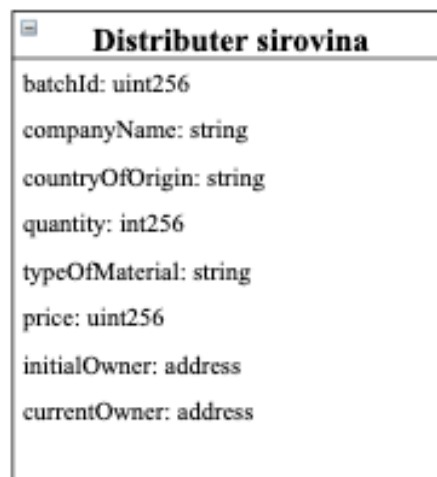 Distributer sirovina
batchId: uint256
companyName: string
countryOfOrigin: string
quantity: int256
typeOfMaterial: string
price: uint256
initialOwner: address
currentOwner: address